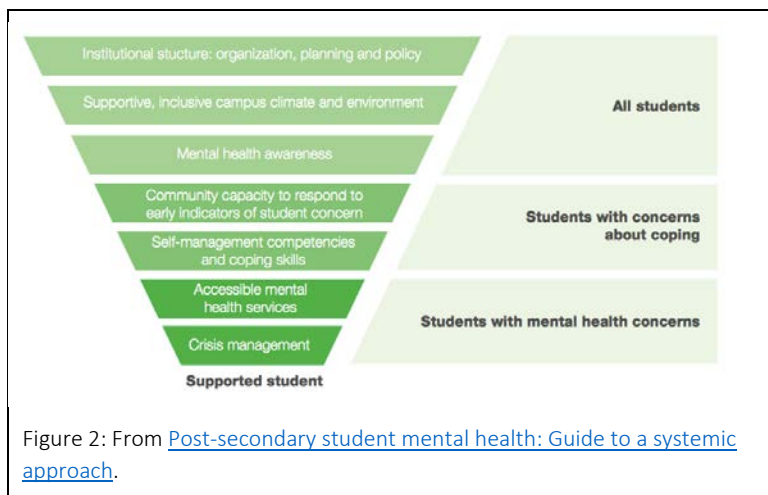 Institutional stucture: organization, planning and policy
Supportive, inclusive campus climate and environment
Mental health awareness
All students
Community capacity to respond to
early indicators of student concern
Self-management competencies
and coping skills
Students with concerns
about coping
Accessible mental
health services
Crisis management
Students with mental health concerns
Supported student
Figure 2: From Post-secondary student mental health: Guide to a systemic
approach.